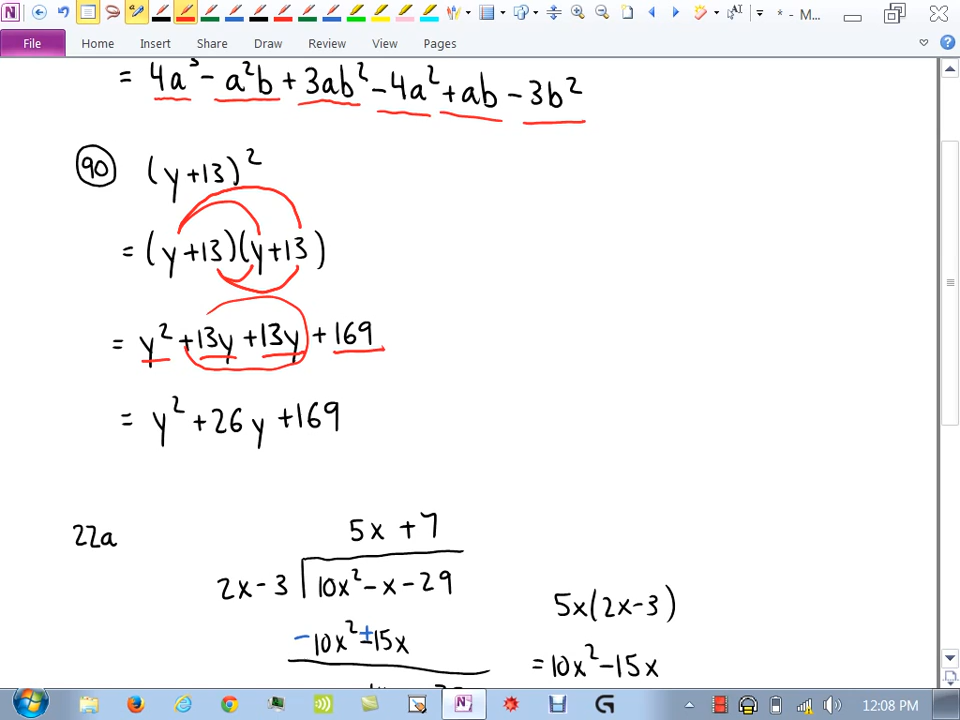 * - M...
File Home Insert Share Draw Review View Pages
= 4a³ - a²b + 3ab² - 4a² + ab - 3b²
90 (y+13)²
= (y+13)(y+13)
= y² +13y +13y + 169
= y² +26y +169
22a
5x + 7
2x - 3 10x² - x - 29
- 10x² -+ 15x
5x(2x-3)
= 10x² - 15x
12:08 PM